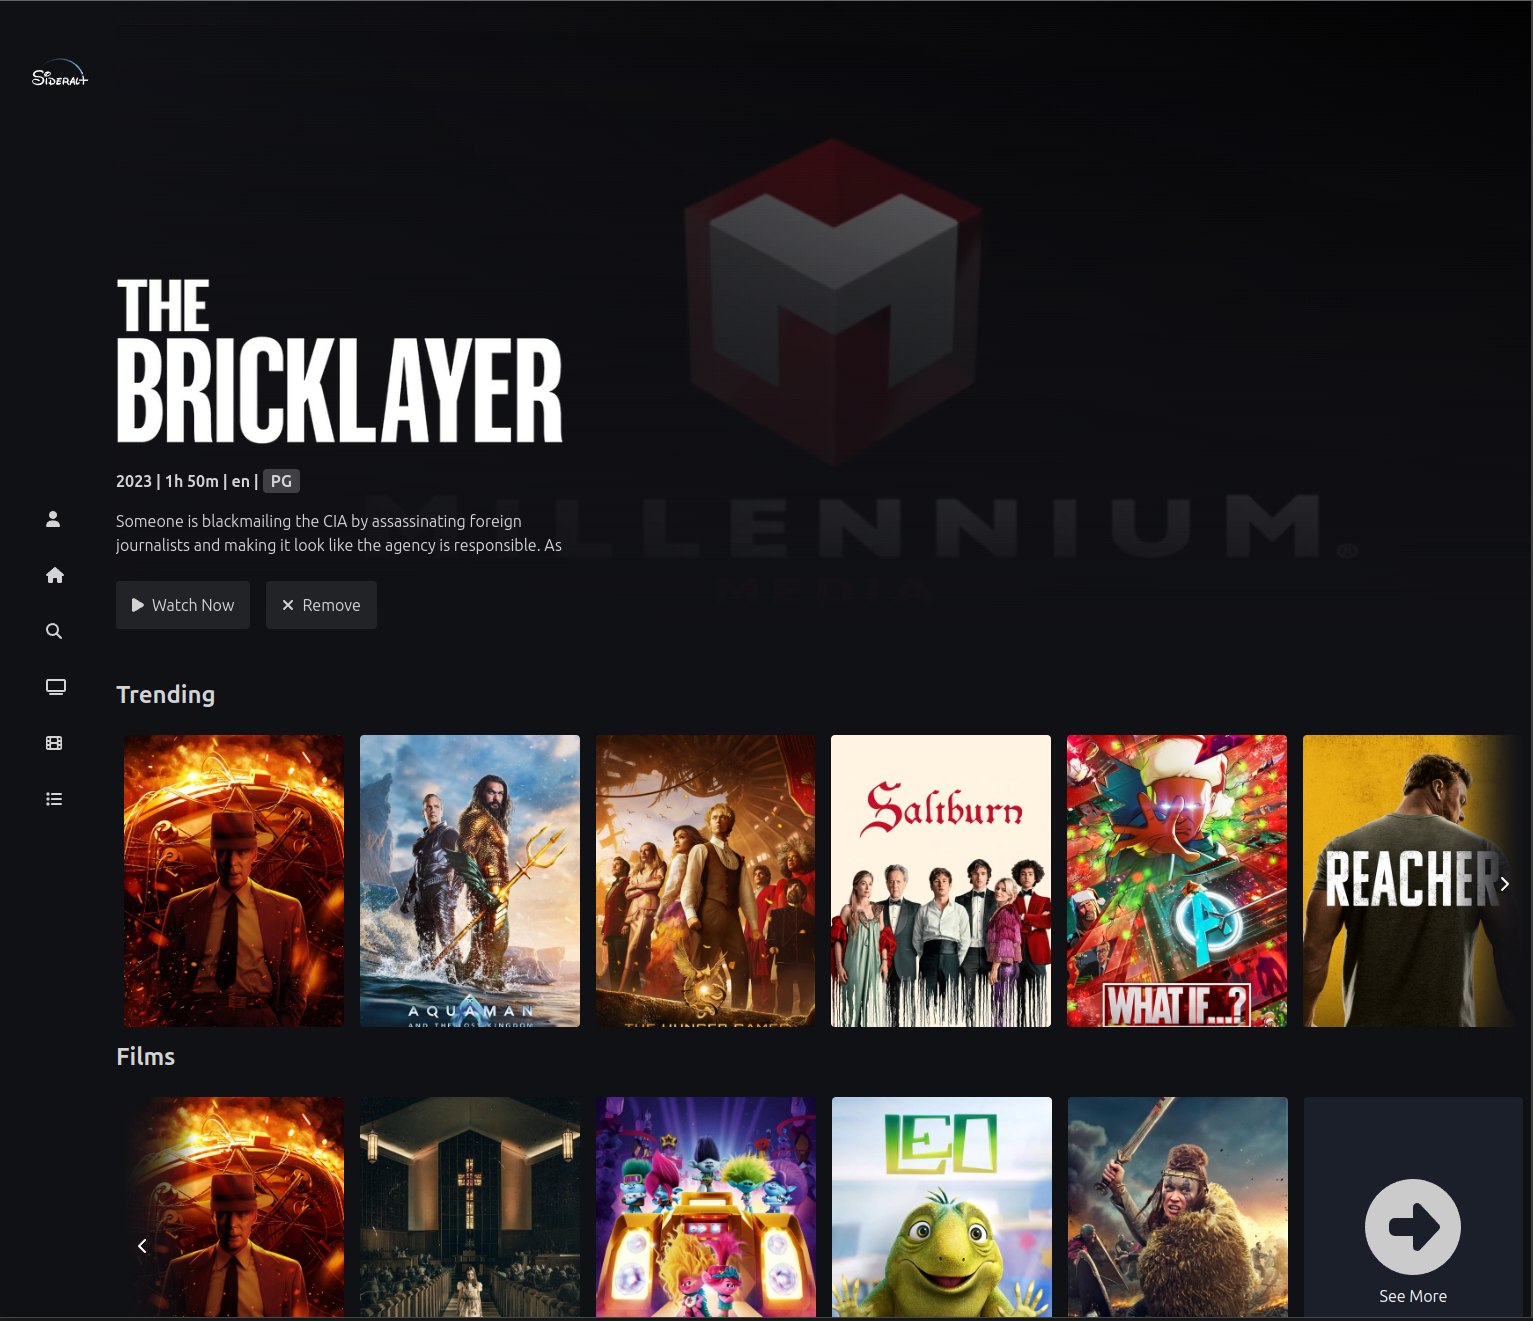 Sideral+
MILLENNIUM
®
MEDIA
THE
BRICKLAYER
2023 | 1h 50m | en | PG
Someone is blackmailing the CIA by assassinating foreign
journalists and making it look like the agency is responsible. As
Watch Now
Remove
Trending
AQUAMAN
AND THE LOST KINGDOM
THE HUNGER GAMES
Saltburn
WHAT IF...?
REACHER
Films
LEO
See More